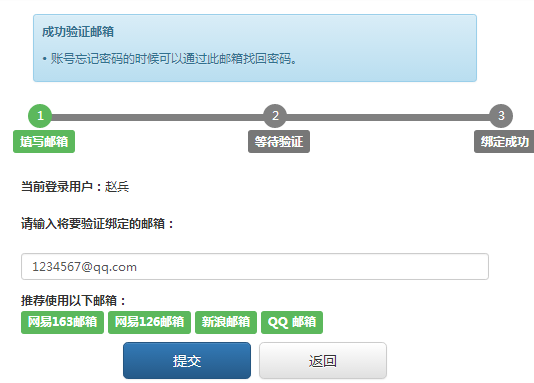 成功验证邮箱
• 账号忘记密码的时候可以通过此邮箱找回密码。
1 2 3
填写邮箱 等待验证 绑定成功
当前登录用户：赵兵
请输入将要验证绑定的邮箱：
1234567@qq.com
推荐使用以下邮箱：
网易163邮箱 网易126邮箱 新浪邮箱 QQ 邮箱
提交 返回